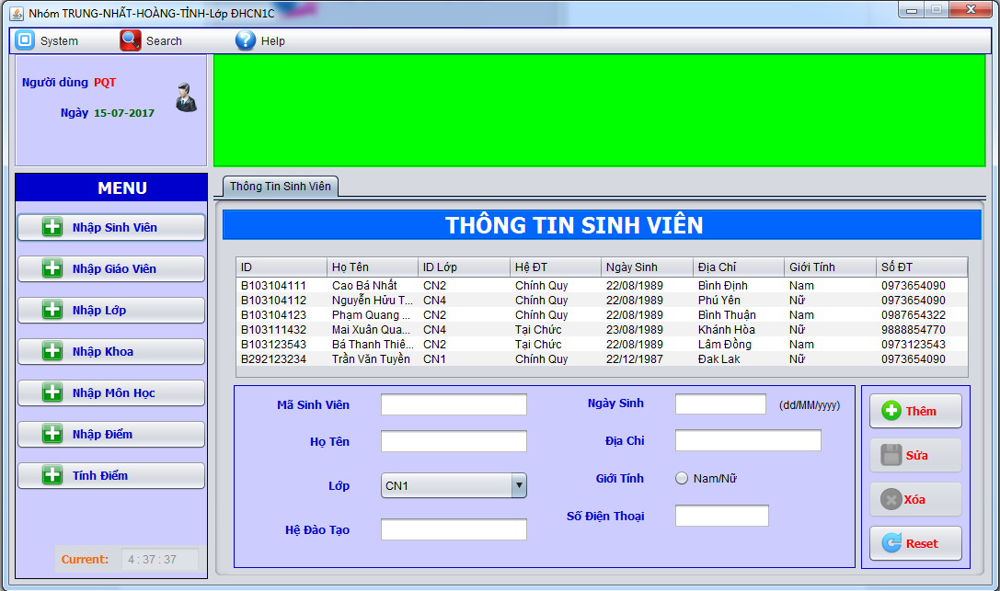 Nhóm TRUNG-NHẤT-HOÀNG-TÌNH-Lớp ĐHCN1C
System Search Help
Người dùng PQT
Ngày 15-07-2017
MENU
Nhập Sinh Viên
Nhập Giáo Viên
Nhập Lớp
Nhập Khoa
Nhập Môn Học
Nhập Điểm
Tính Điểm
Current: 4 : 37 : 37
Thông Tin Sinh Viên
THÔNG TIN SINH VIÊN
ID Họ Tên ID Lớp Hệ ĐT Ngày Sinh Địa Chỉ Giới Tính Số ĐT
B103104111 Cao Bá Nhất CN2 Chính Quy 22/08/1989 Bình Định Nam 0973654090
B103104112 Nguyễn Hửu T... CN4 Chính Quy 22/08/1989 Phú Yên Nữ 0973654090
B103104123 Phạm Quang ... CN2 Chính Quy 22/08/1989 Bình Thuận Nam 0987654322
B103111432 Mai Xuân Qua... CN4 Tại Chức 23/08/1989 Khánh Hòa Nữ 9888854770
B103123543 Bá Thanh Thiê... CN2 Tại Chức 22/08/1989 Lâm Đồng Nam 0973123543
B292123234 Trần Văn Tuyền CN1 Chính Quy 22/12/1987 Đak Lak Nữ 0973654090
Mã Sinh Viên
Họ Tên
Lớp CN1
Hệ Đào Tạo
Ngày Sinh (dd/MM/yyyy)
Địa Chỉ
Giới Tính Nam/Nữ
Số Điện Thoại
Thêm
Sửa
Xóa
Reset